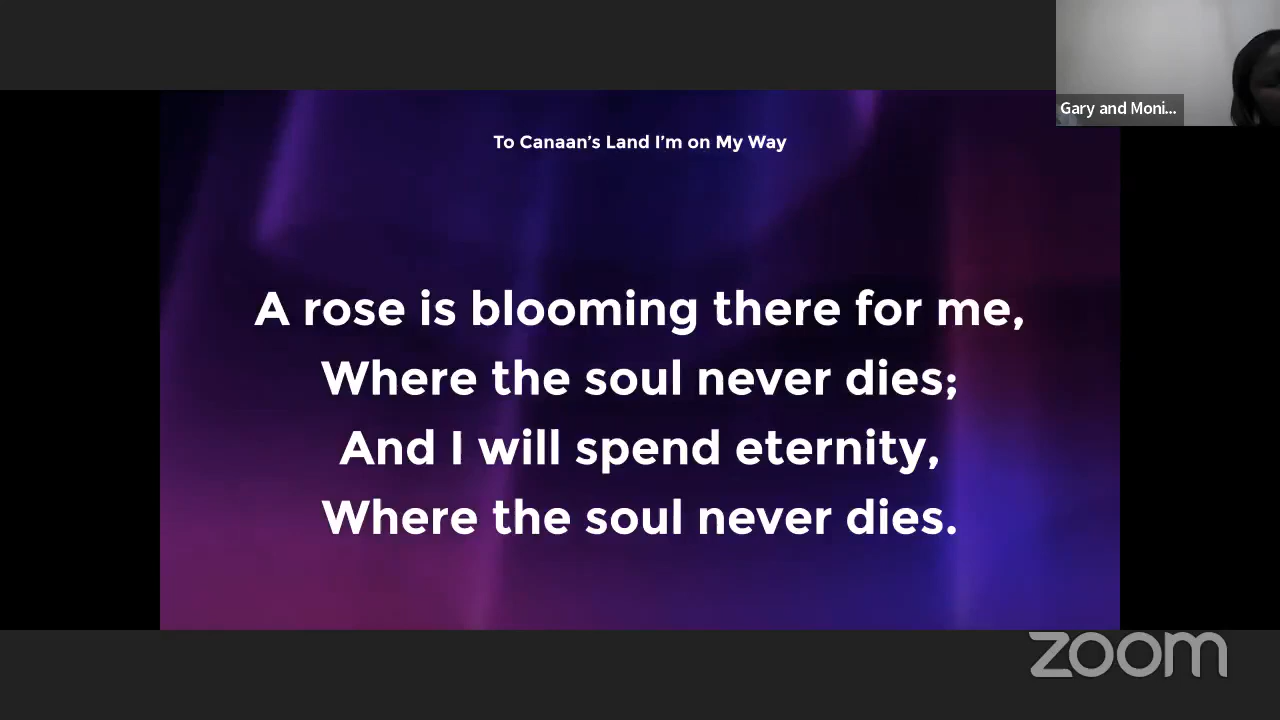 Gary and Moni...
To Canaan’s Land I’m on My Way
A rose is blooming there for me,
Where the soul never dies;
And I will spend eternity,
Where the soul never dies.
zoom